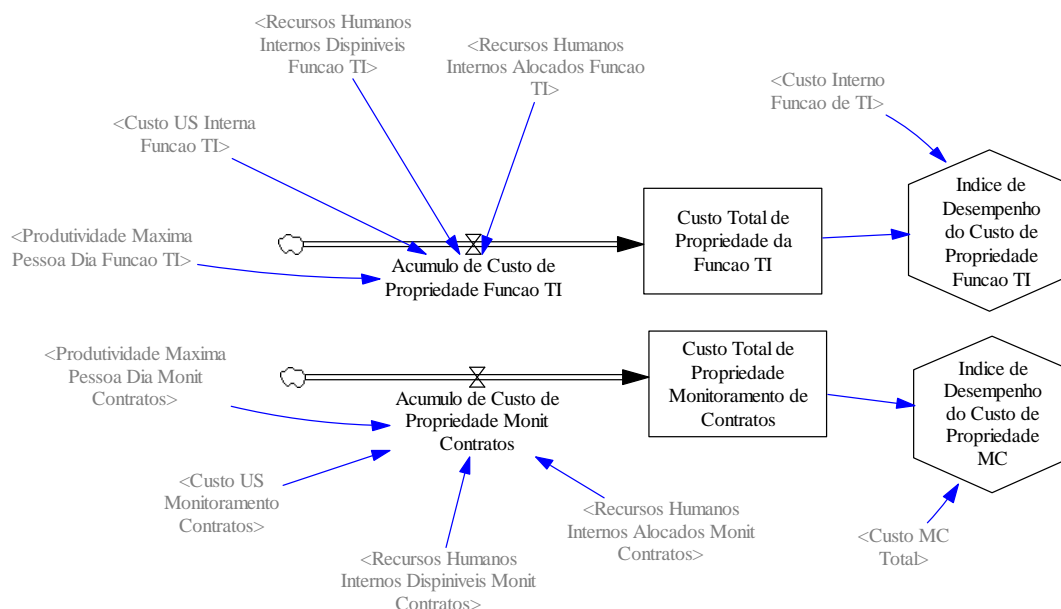 <Recursos Humanos
Internos Dispiniveis
Funcao TI>
<Recursos Humanos
Internos Alocados Funcao
TI>
<Custo Interno
Funcao de TI>
<Custo US Interna
Funcao TI>
<Produtividade Maxima
Pessoa Dia Funcao TI>
Acumulo de Custo de
Propriedade Funcao TI
Custo Total de
Propriedade da
Funcao TI
Indice de
Desempenho
do Custo de
Propriedade
Funcao TI
<Produtividade Maxima
Pessoa Dia Monit
Contratos>
Acumulo de Custo de
Propriedade Monit
Contratos
Custo Total de
Propriedade
Monitoramento de
Contratos
Indice de
Desempenho
do Custo de
Propriedade
MC
<Custo US
Monitoramento
Contratos>
<Recursos Humanos
Internos Dispiniveis Monit
Contratos>
<Recursos Humanos
Internos Alocados Monit
Contratos>
<Custo MC
Total>